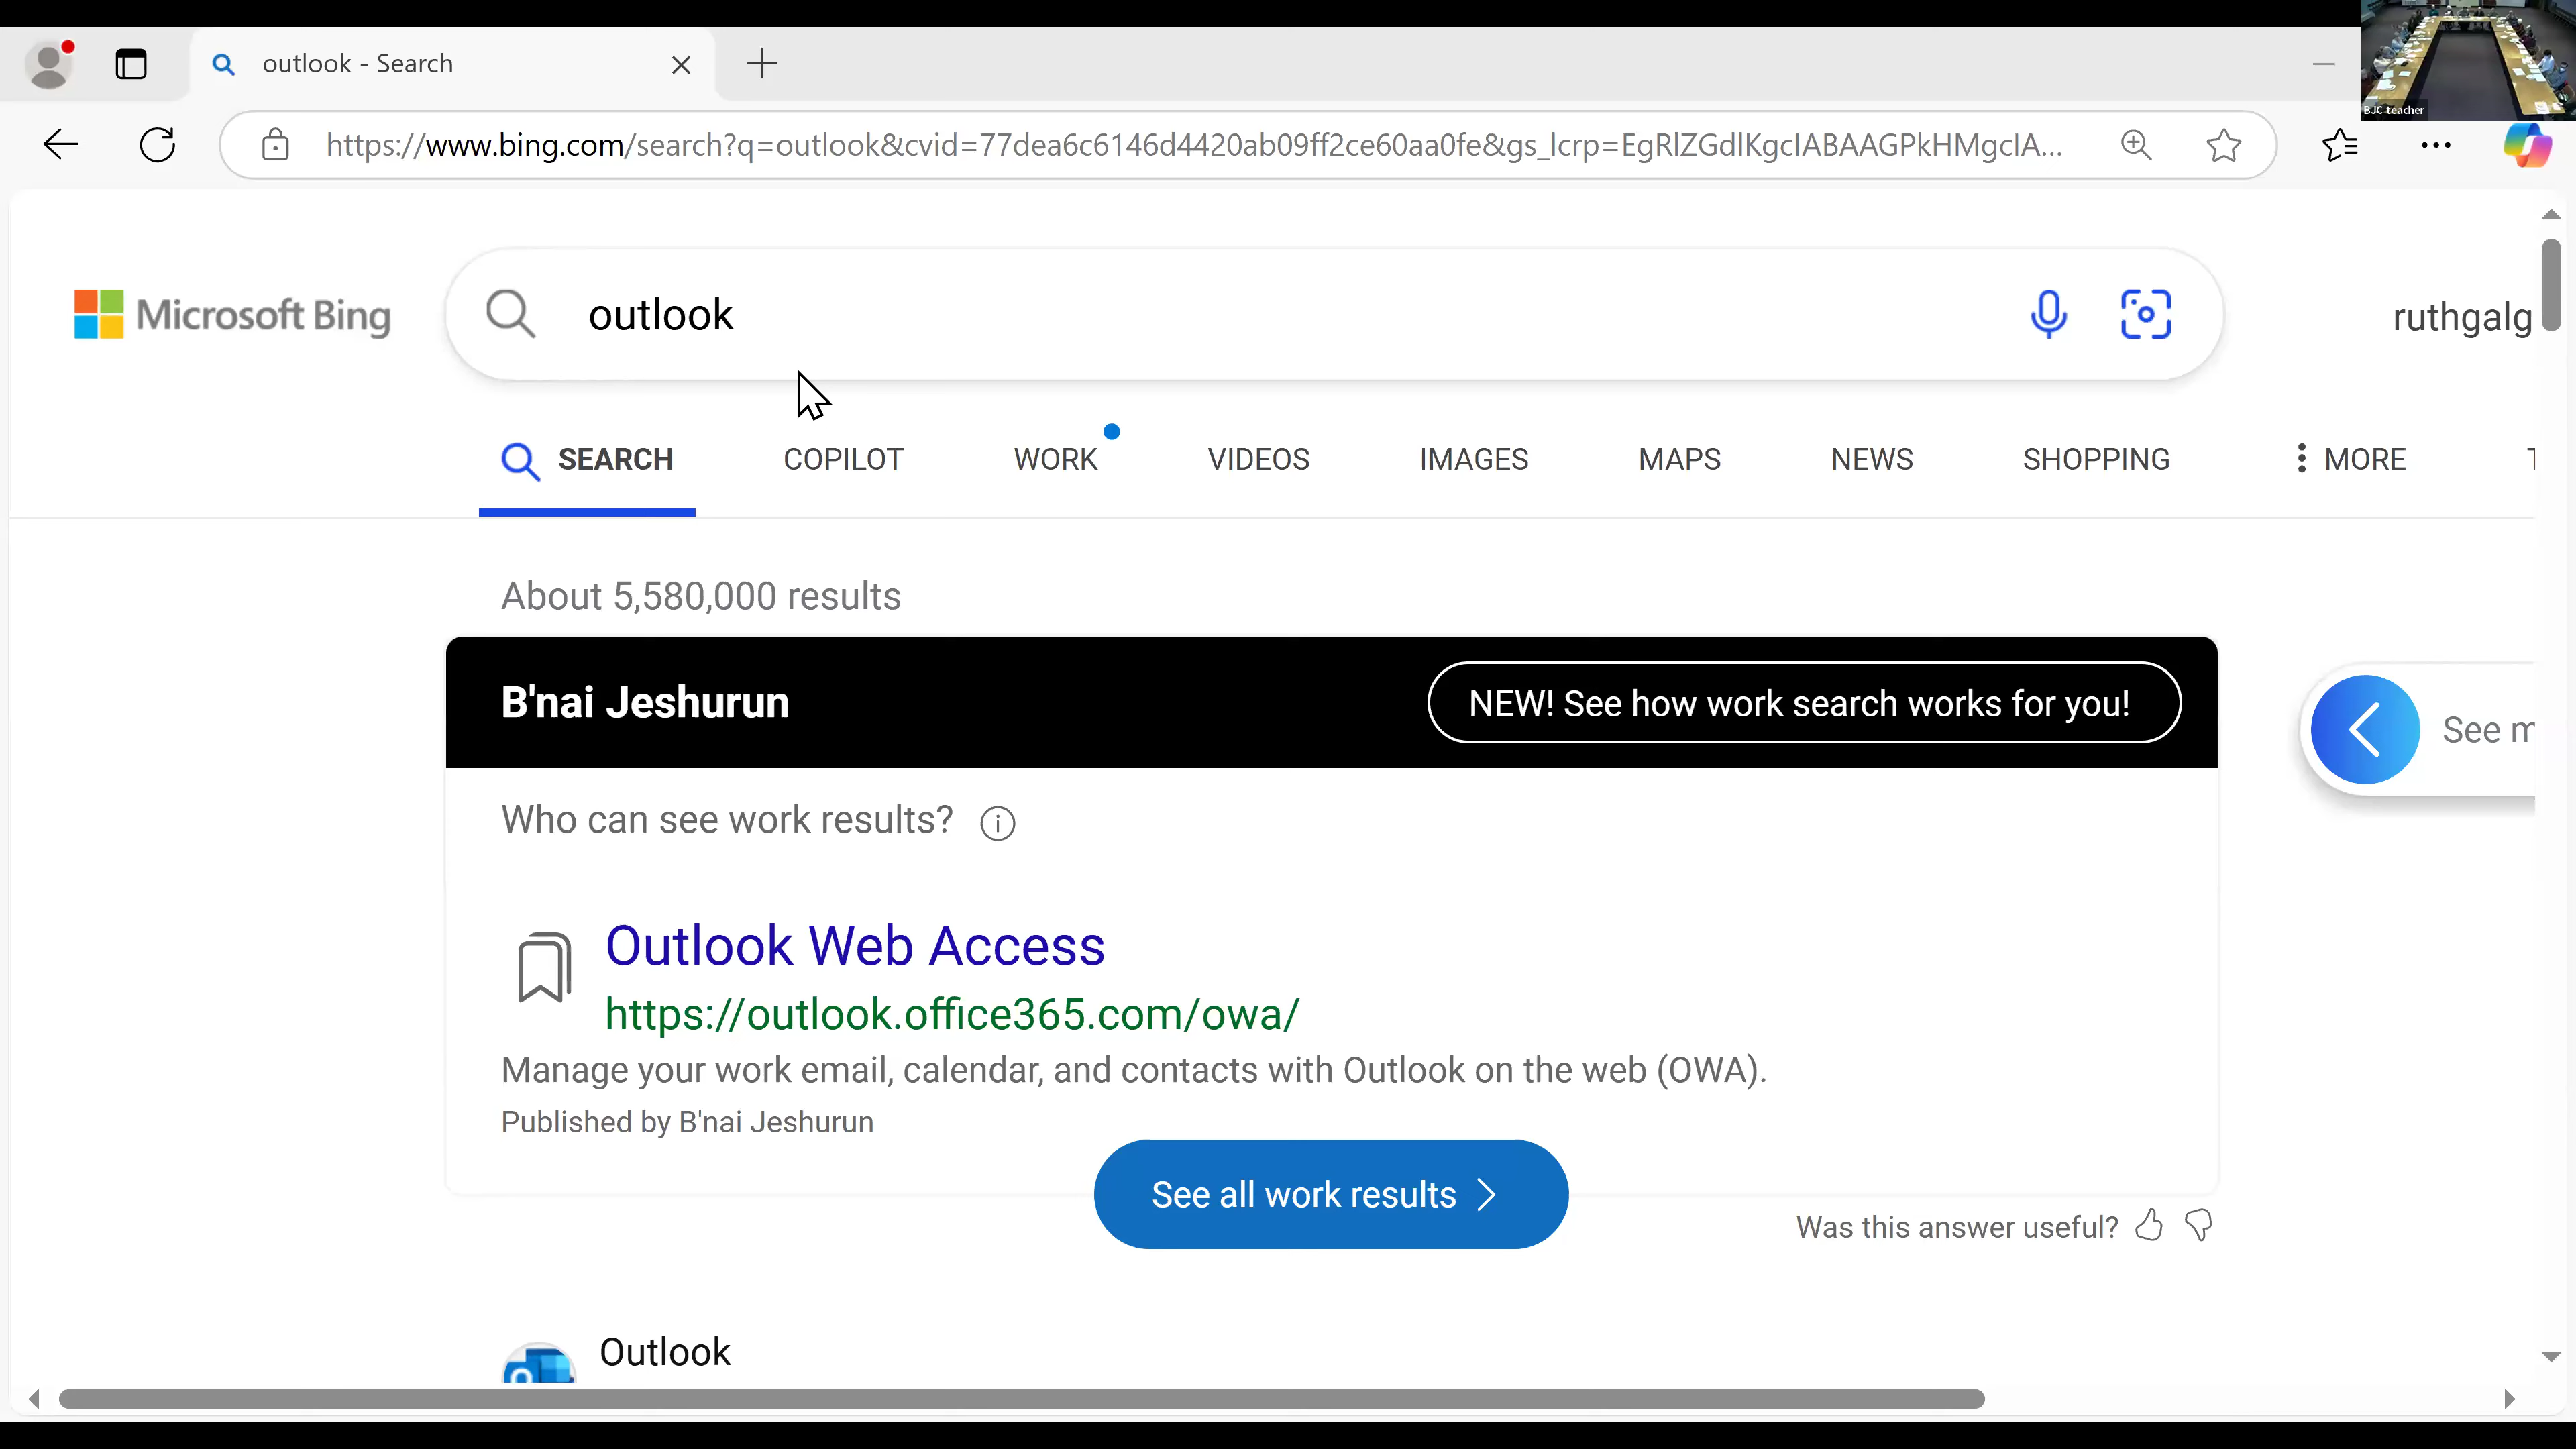 outlook - Search
BJC teacher
https://www.bing.com/search?q=outlook&cvid=77dea6c6146d4420ab09ff2ce60aa0fe&gs_lcrp=EgRlZGdlKgcIABAAGPkHMgcIA...
Microsoft Bing
outlook
ruthgalg
SEARCH COPILOT WORK VIDEOS IMAGES MAPS NEWS SHOPPING MORE
About 5,580,000 results
B'nai Jeshurun
NEW! See how work search works for you!
See m
Who can see work results?
Outlook Web Access
https://outlook.office365.com/owa/
Manage your work email, calendar, and contacts with Outlook on the web (OWA).
Published by B'nai Jeshurun
See all work results
Was this answer useful?
Outlook